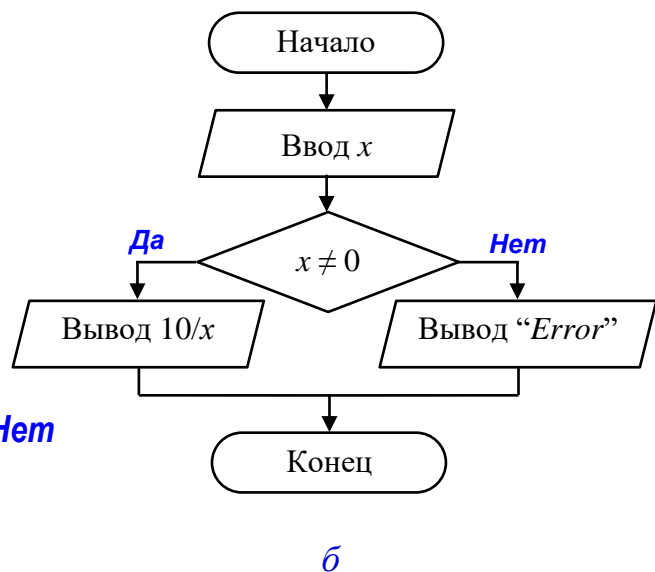 Начало
Ввод x
Да
Нет
x ≠ 0
Вывод 10/x
Вывод “Error”
Нет
Конец
б